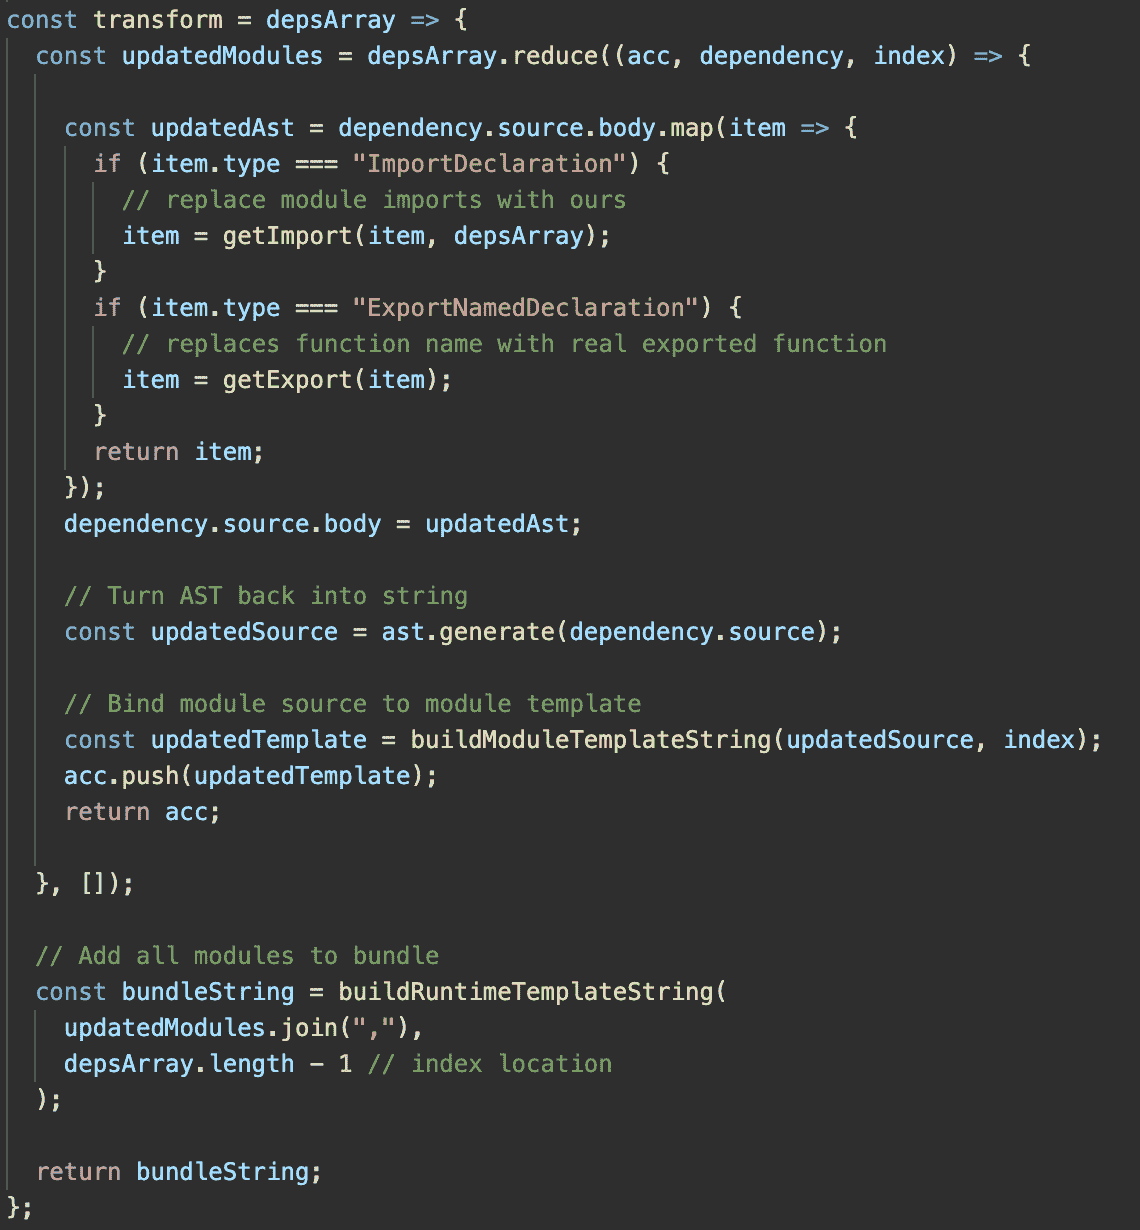 const transform = depsArray => {
  const updatedModules = depsArray.reduce((acc, dependency, index) => {

    const updatedAst = dependency.source.body.map(item => {
      if (item.type === "ImportDeclaration") {
        // replace module imports with ours
        item = getImport(item, depsArray);
      }
      if (item.type === "ExportNamedDeclaration") {
        // replaces function name with real exported function
        item = getExport(item);
      }
      return item;
    });
    dependency.source.body = updatedAst;

    // Turn AST back into string
    const updatedSource = ast.generate(dependency.source);

    // Bind module source to module template
    const updatedTemplate = buildModuleTemplateString(updatedSource, index);
    acc.push(updatedTemplate);
    return acc;

  }, []);

  // Add all modules to bundle
  const bundleString = buildRuntimeTemplateString(
    updatedModules.join(","),
    depsArray.length - 1 // index location
  );

  return bundleString;
};